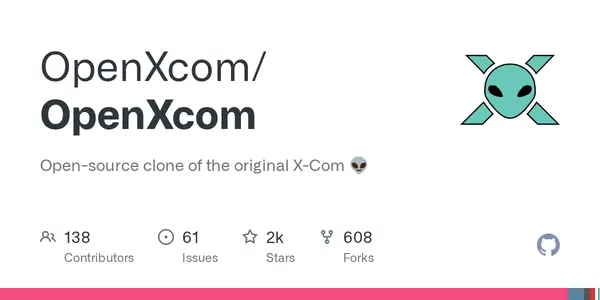 OpenXcom/
OpenXcom
Open-source clone of the original X-Com 👽
138 61 2k 608
Contributors Issues Stars Forks